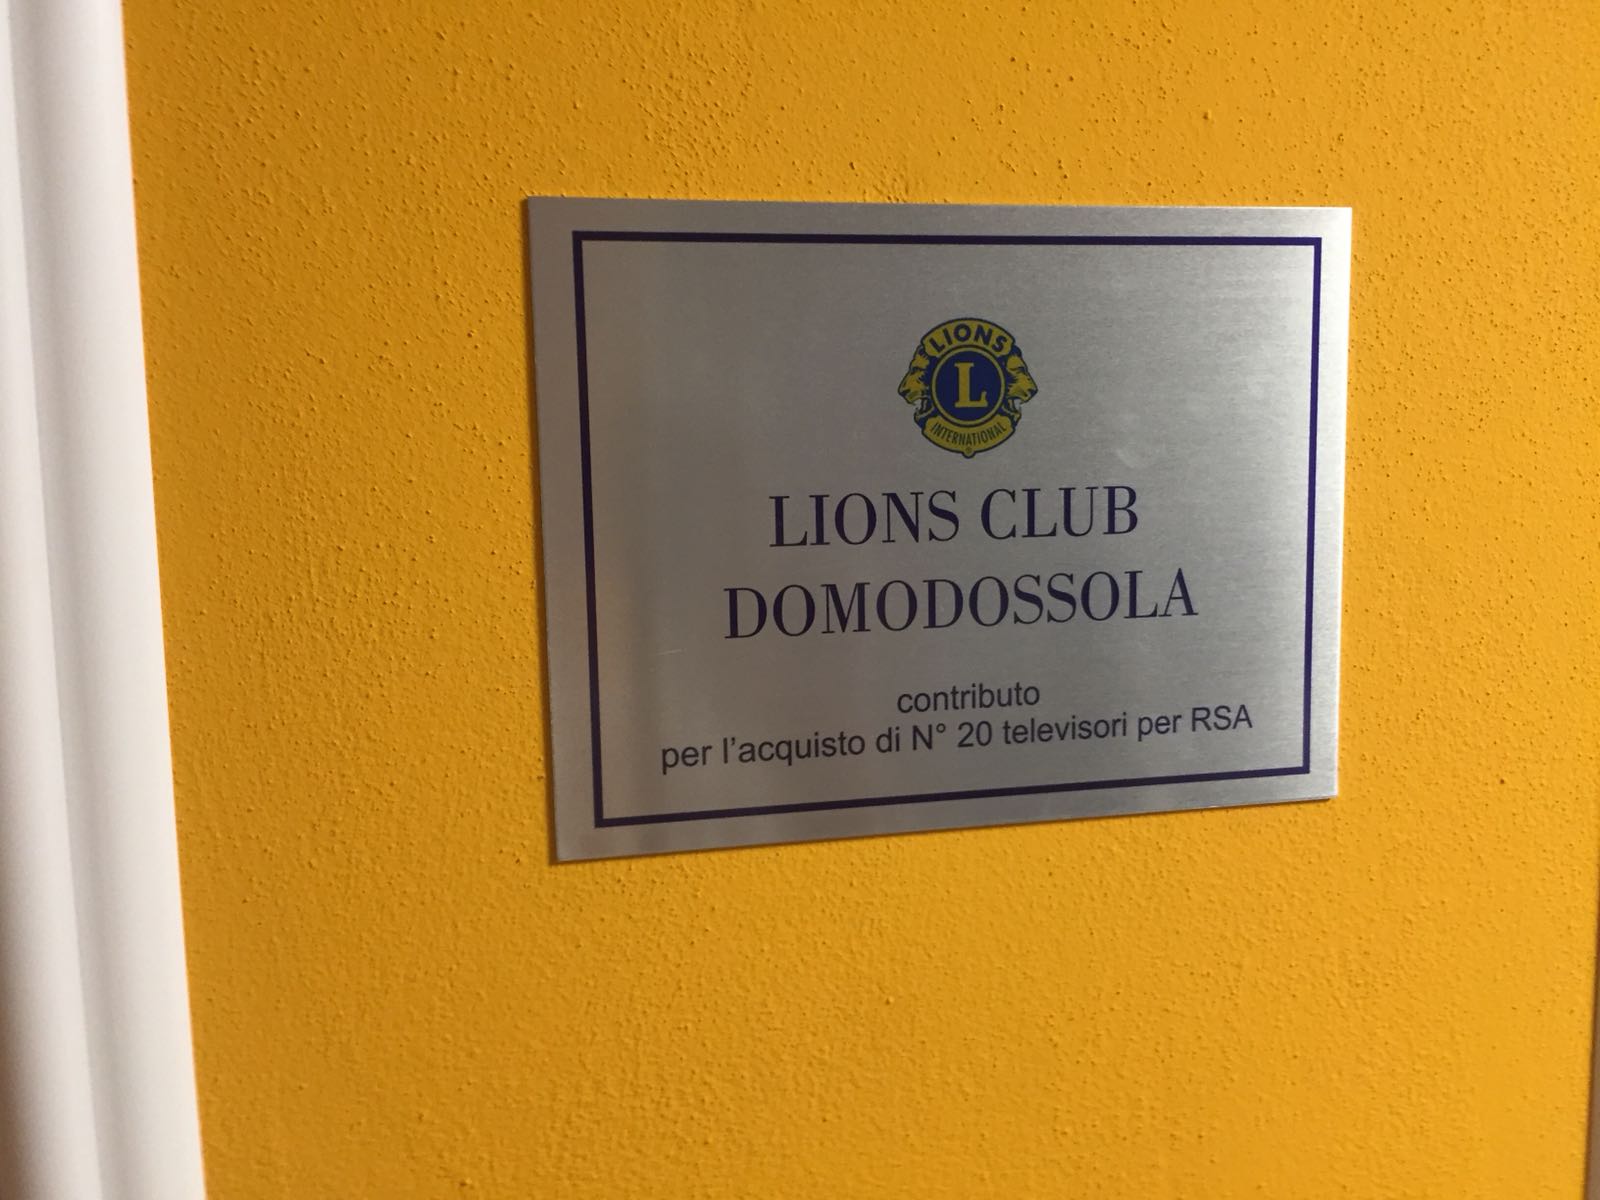 LIONS
L
INTERNATIONAL
LIONS CLUB
DOMODOSSOLA
contributo
per l'acquisto di N° 20 televisori per RSA